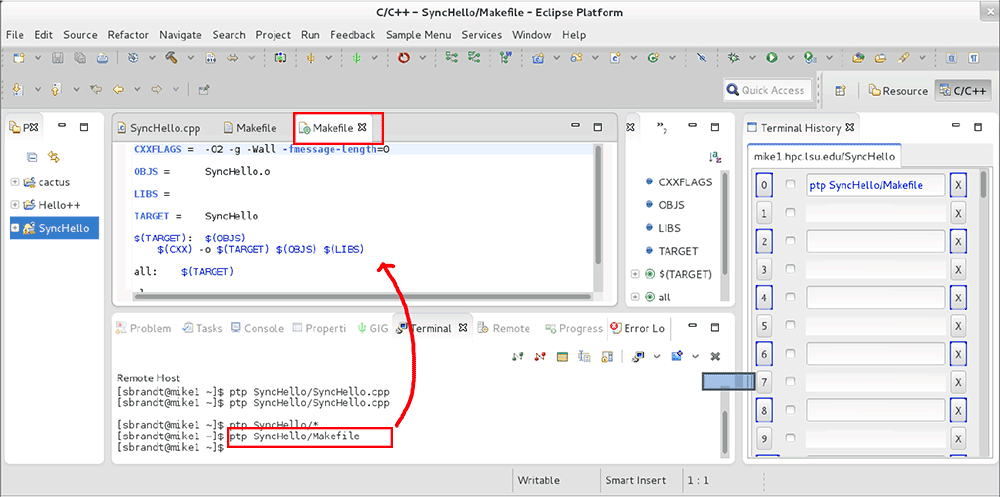 C/C++ - SyncHello/Makefile - Eclipse Platform
File Edit Source Refactor Navigate Search Project Run Feedback Sample Menu Services Window Help
Quick Access
Resource
C/C++
P
SyncHello.cpp Makefile Makefile
cactus
Hello++
SyncHello
CXXFLAGS = -O2 -g -Wall -fmessage-length=0
OBJS = SyncHello.o
LIBS =
TARGET = SyncHello
$(TARGET): $(OBJS)
$(CXX) -o $(TARGET) $(OBJS) $(LIBS)
all: $(TARGET)
CXXFLAGS
OBJS
LIBS
TARGET
$(TARGET)
all
Terminal History
mike1.hpc.lsu.edu/SyncHello
0 ptp SyncHello/Makefile X
1 X
2 X
3 X
4 X
5 X
6 X
7 X
8 X
9 X
Problem Tasks Console Properti GIG Terminal Remote Progress Error Lo
Remote Host
[sbrandt@mike1 ~]$ ptp SyncHello/SyncHello.cpp
[sbrandt@mike1 ~]$ ptp SyncHello/SyncHello.cpp
[sbrandt@mike1 ~]$ ptp SyncHello/*
[sbrandt@mike1 ~]$ ptp SyncHello/Makefile
[sbrandt@mike1 ~]$
Writable Smart Insert 1 : 1